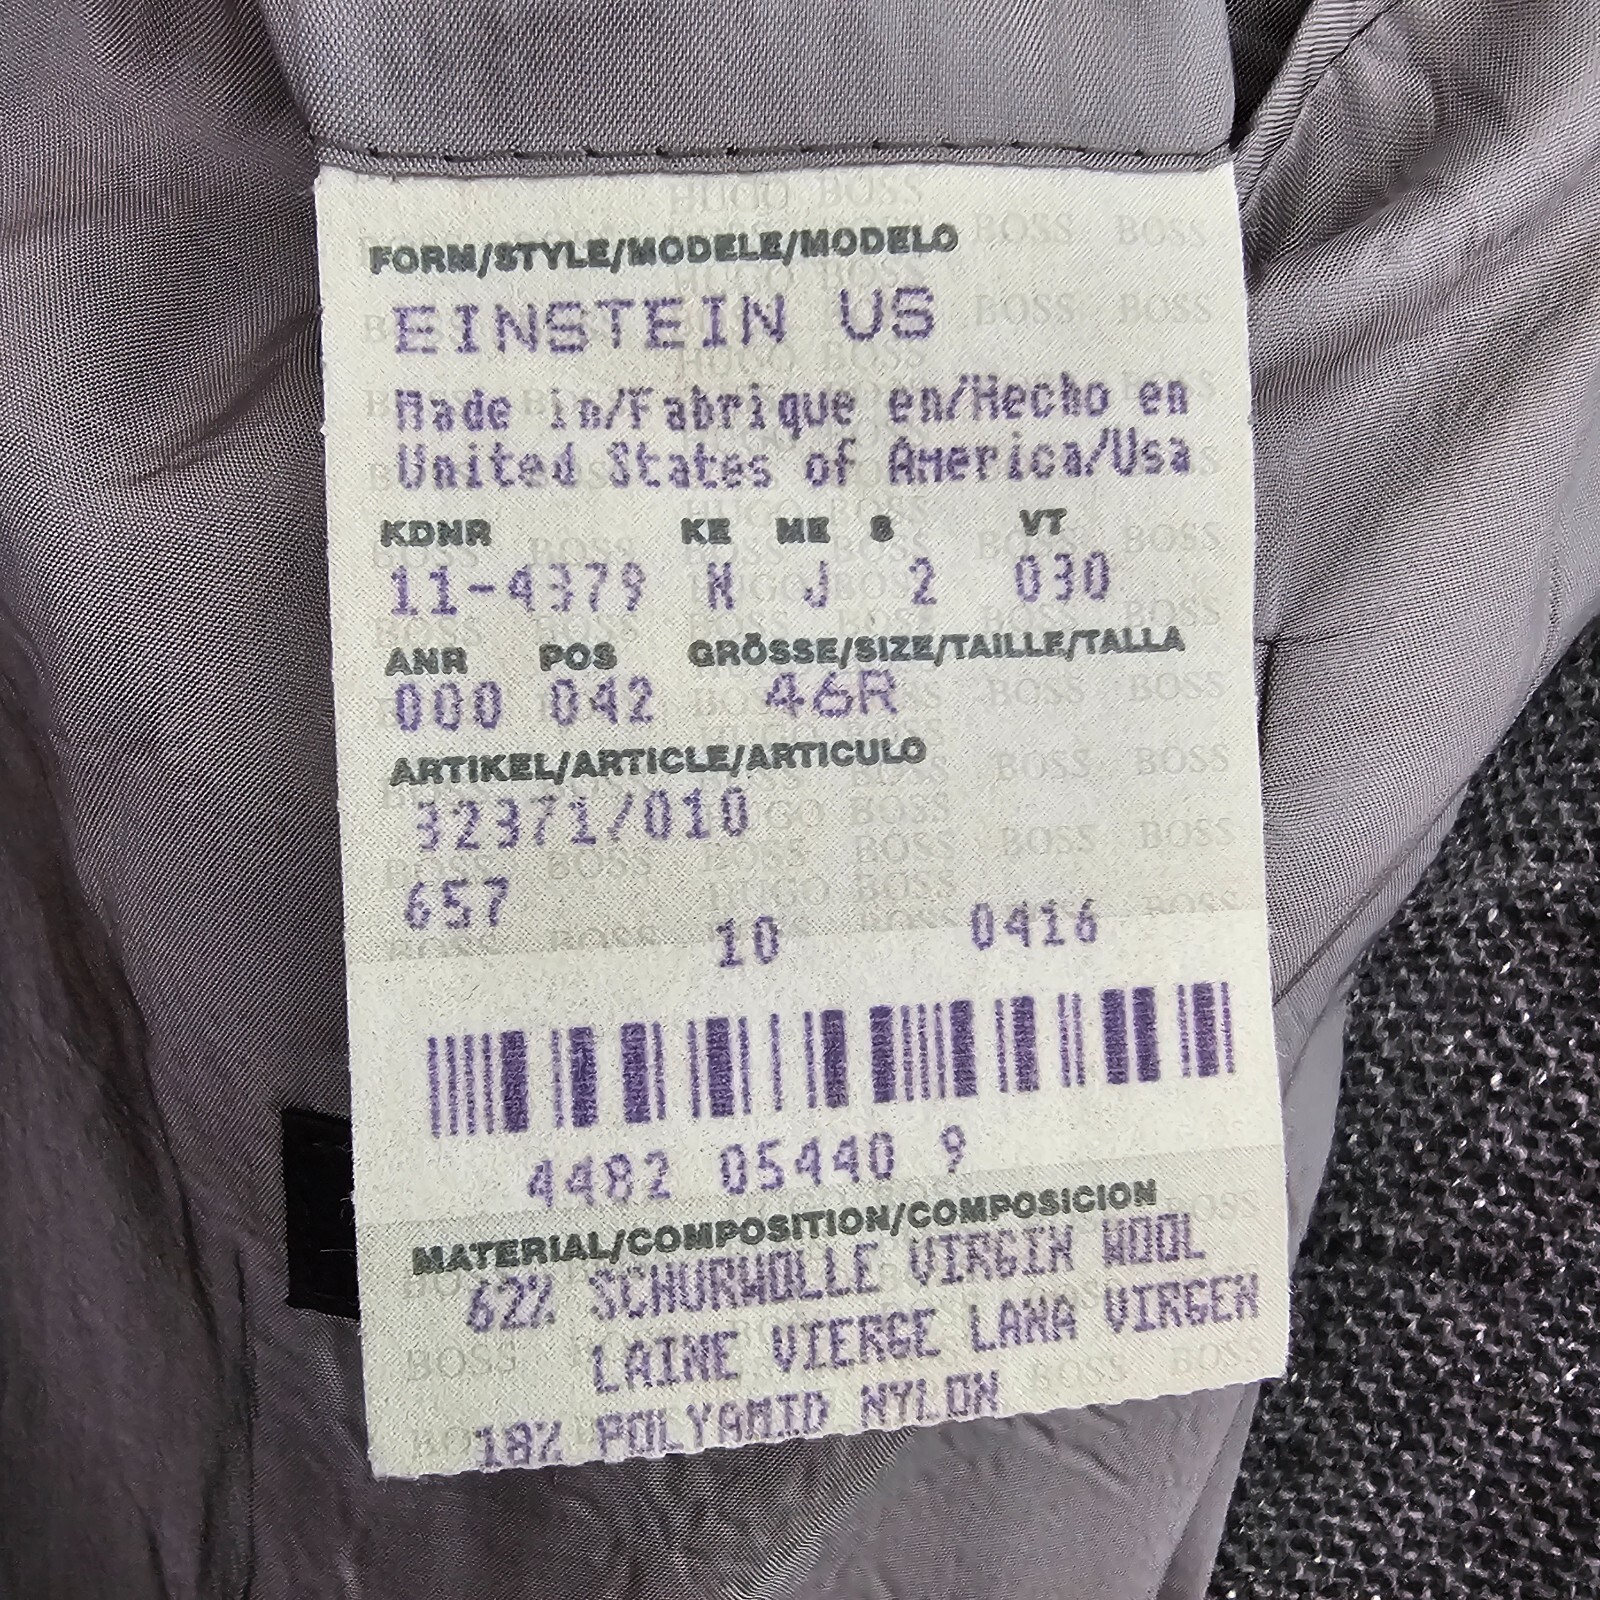 FORM/STYLE/MODELE/MODELO
EINSTEIN US
Made in/Fabrique en/Hecho en
United States of America/Usa
KDNR KE ME S VT
11-4379 N J 2 030
ANR POS GRÖSSE/SIZE/TAILLE/TALLA
000 042 46R
ARTIKEL/ARTICLE/ARTICULO
32371/010
657
10 0416
4482 05440 9
MATERIAL/COMPOSITION/COMPOSICION
62% SCHURWOLLE VIRGIN WOOL
LAINE VIERGE LANA VIRGEN
18% POLYAMID NYLON